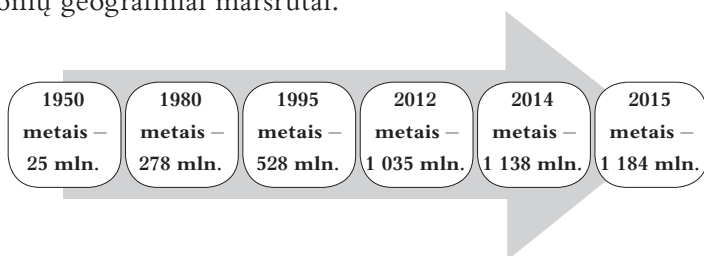 geografiniai maršrutai.
1950
metais –
25 mln.
1980
metais –
278 mln.
1995
metais –
528 mln.
2012
metais –
1 035 mln.
2014
metais –
1 138 mln.
2015
metais –
1 184 mln.